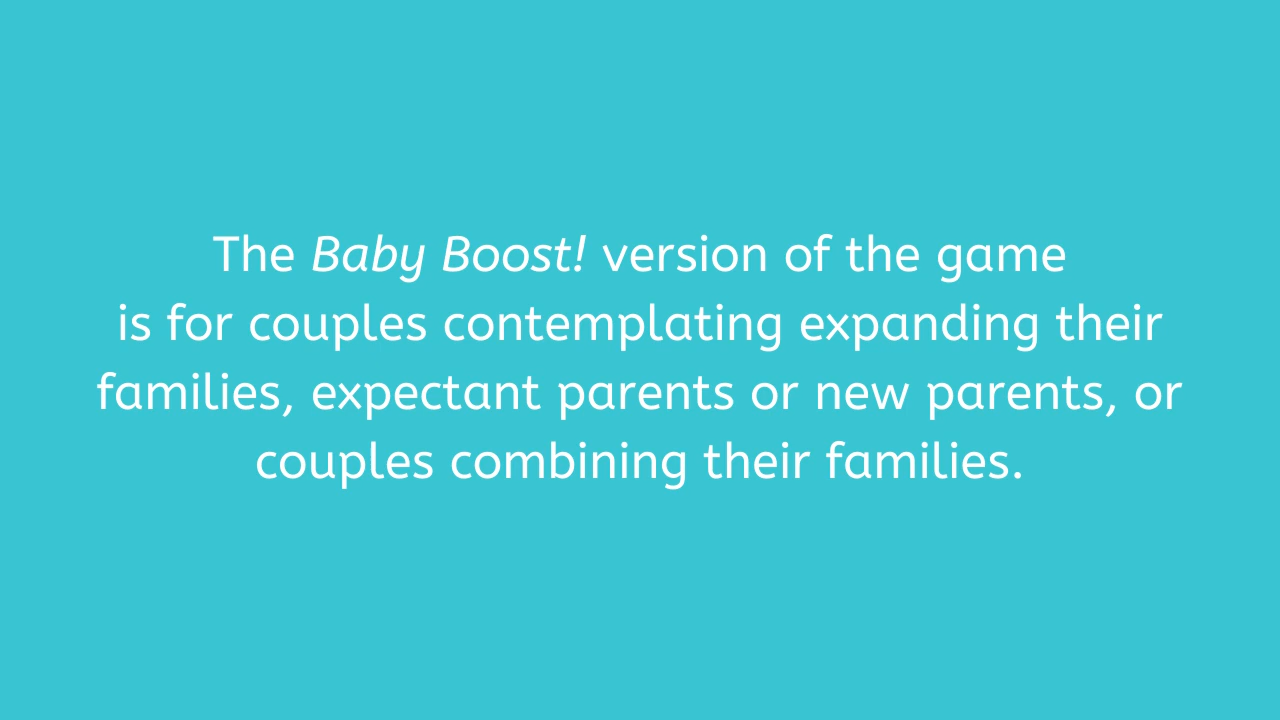 The Baby Boost! version of the game
is for couples contemplating expanding their
families, expectant parents or new parents, or
couples combining their families.